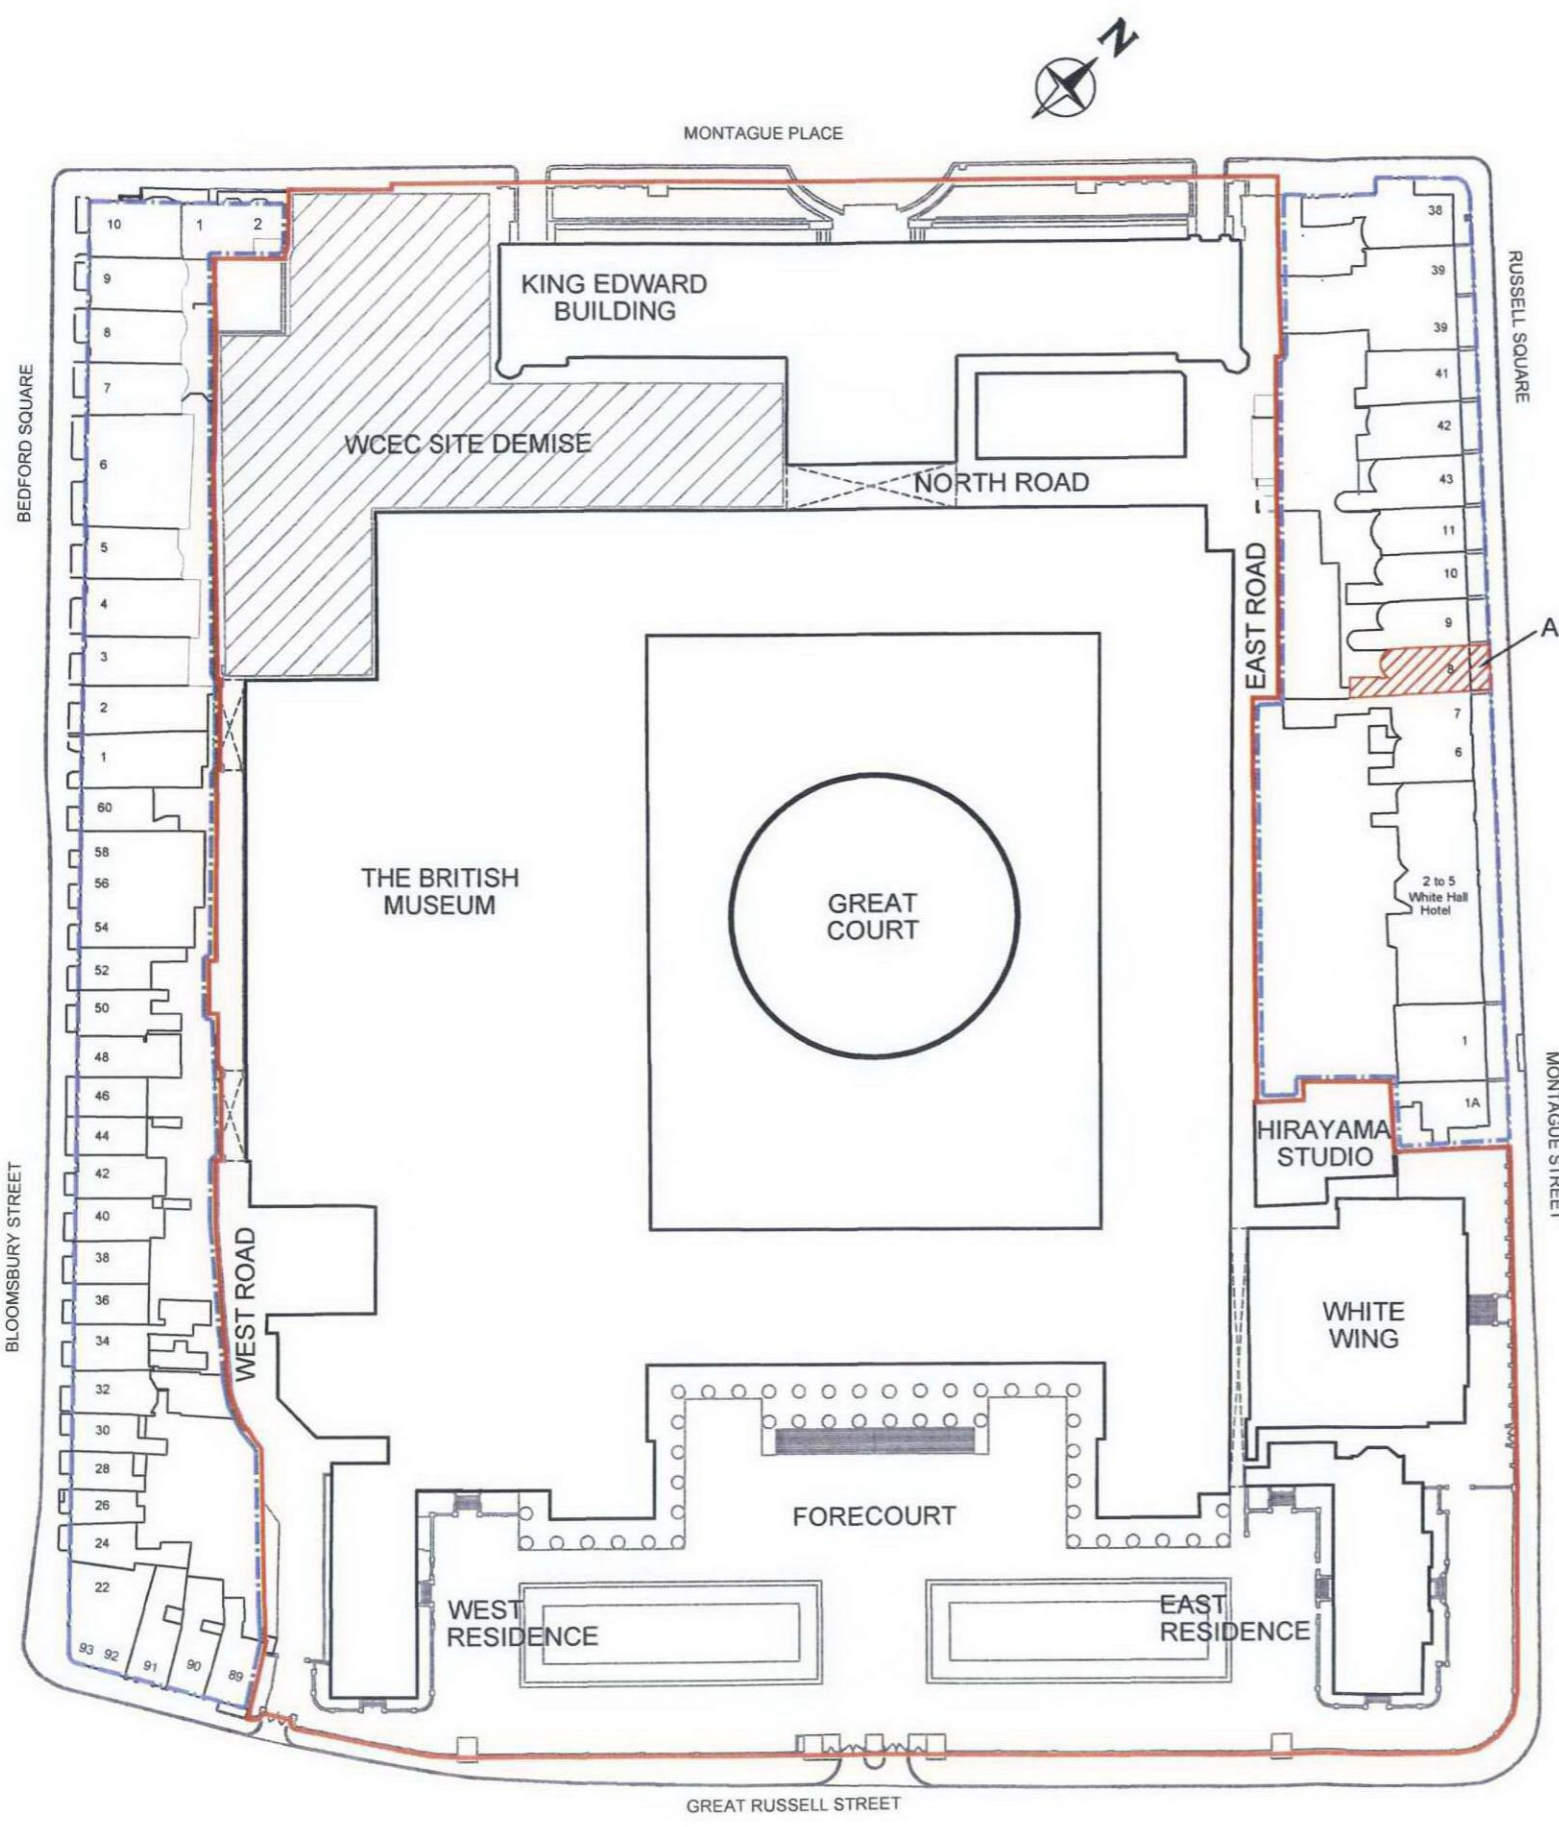 N
MONTAGUE PLACE
10
1
2
38
9
KING EDWARD
BUILDING
39
8
39
RUSSELL SQUARE
7
41
BEDFORD SQUARE
42
WCEC SITE DEMISE
6
NORTH ROAD
43
11
5
10
EAST ROAD
4
9
A
3
8
2
7
1
6
60
58
THE BRITISH
MUSEUM
56
GREAT
COURT
2 to 5
White Hall
Hotel
54
52
50
1
48
46
1A
MONTAGUE STREET
44
HIRAYAMA
STUDIO
42
40
BLOOMSBURY STREET
38
WEST ROAD
36
WHITE
WING
34
32
30
28
26
FORECOURT
24
22
WEST
RESIDENCE
EAST
RESIDENCE
93
92
91
90
89
GREAT RUSSELL STREET